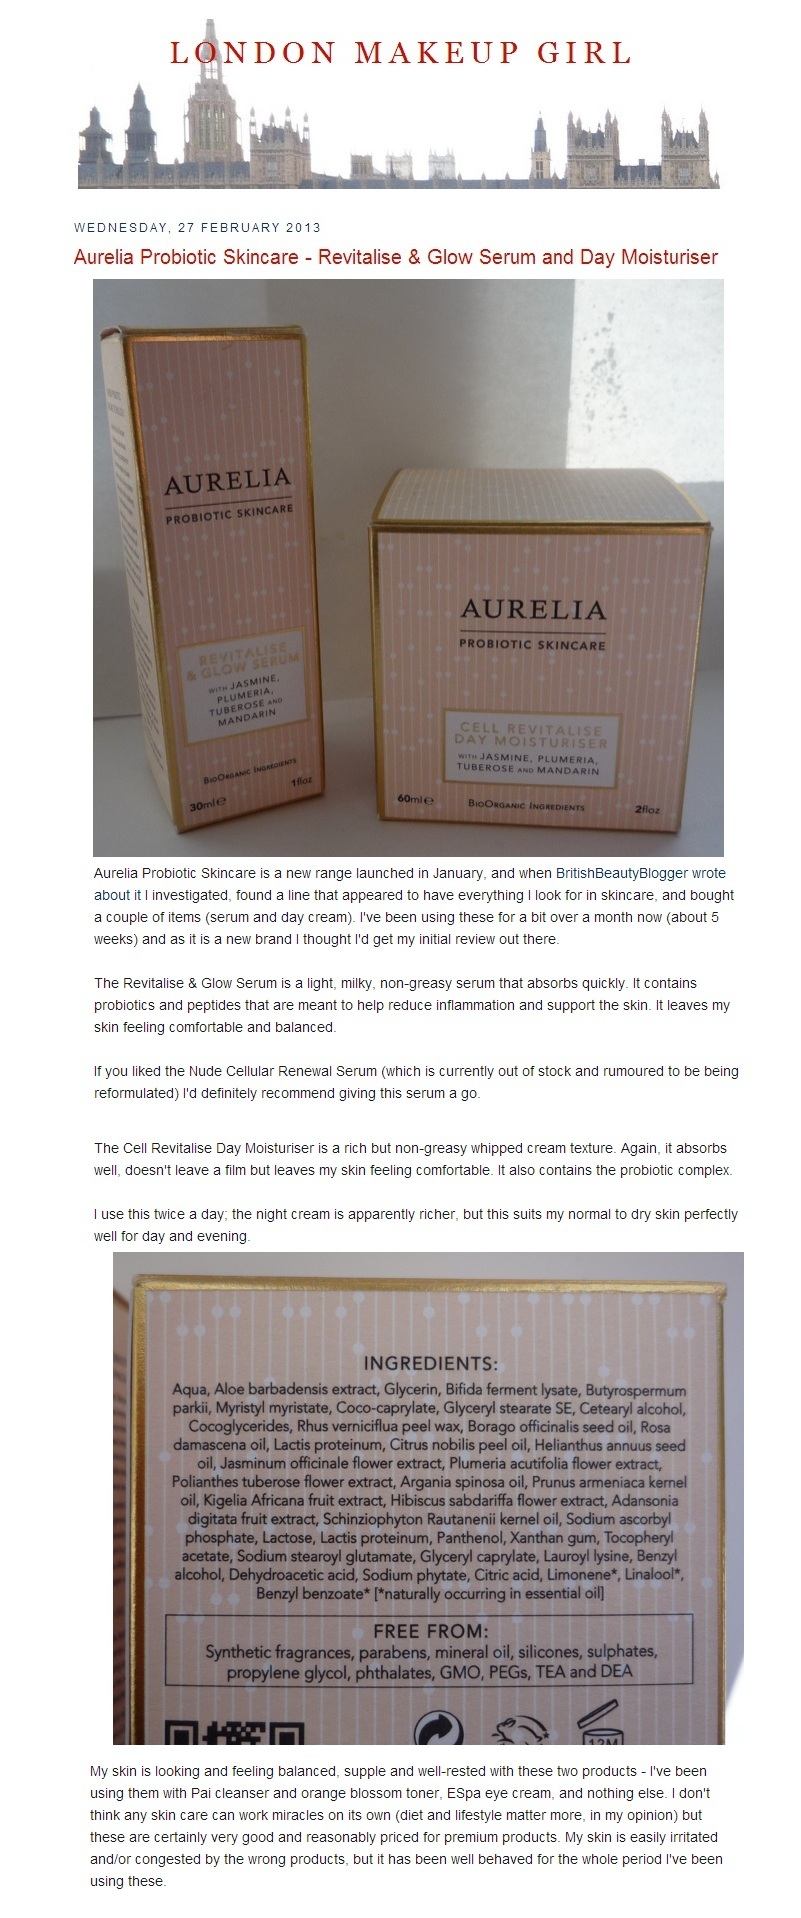 LONDON MAKEUP GIRL
WEDNESDAY, 27 FEBRUARY 2013
Aurelia Probiotic Skincare - Revitalise & Glow Serum and Day Moisturiser
AURELIA
PROBIOTIC SKINCARE
REVITALISE
& GLOW SERUM
WITH JASMINE,
PLUMERIA,
TUBEROSE AND
MANDARIN
BIOORGANIC INGREDIENTS
30ml e
1floz
AURELIA
PROBIOTIC SKINCARE
CELL REVITALISE
DAY MOISTURISER
WITH JASMINE, PLUMERIA,
TUBEROSE AND MANDARIN
60ml e BIOORGANIC INGREDIENTS 2floz
Aurelia Probiotic Skincare is a new range launched in January, and when BritishBeautyBlogger wrote
about it I investigated, found a line that appeared to have everything I look for in skincare, and bought
a couple of items (serum and day cream). I've been using these for a bit over a month now (about 5
weeks) and as it is a new brand I thought I'd get my initial review out there.
The Revitalise & Glow Serum is a light, milky, non-greasy serum that absorbs quickly. It contains
probiotics and peptides that are meant to help reduce inflammation and support the skin. It leaves my
skin feeling comfortable and balanced.
If you liked the Nude Cellular Renewal Serum (which is currently out of stock and rumoured to be being
reformulated) I'd definitely recommend giving this serum a go.
The Cell Revitalise Day Moisturiser is a rich but non-greasy whipped cream texture. Again, it absorbs
well, doesn't leave a film but leaves my skin feeling comfortable. It also contains the probiotic complex.
I use this twice a day; the night cream is apparently richer, but this suits my normal to dry skin perfectly
well for day and evening.
INGREDIENTS:
Aqua, Aloe barbadensis extract, Glycerin, Bifida ferment lysate, Butyrospermum
parkii, Myristyl myristate, Coco-caprylate, Glyceryl stearate SE, Cetearyl alcohol,
Cocoglycerides, Rhus verniciflua peel wax, Borago officinalis seed oil, Rosa
damascena oil, Lactis proteinum, Citrus nobilis peel oil, Helianthus annuus seed
oil, Jasminum officinale flower extract, Plumeria acutifolia flower extract,
Polianthes tuberose flower extract, Argania spinosa oil, Prunus armeniaca kernel
oil, Kigelia Africana fruit extract, Hibiscus sabdariffa flower extract, Adansonia
digitata fruit extract, Schinziophyton Rautanenii kernel oil, Sodium ascorbyl
phosphate, Lactose, Lactis proteinum, Panthenol, Xanthan gum, Tocopheryl
acetate, Sodium stearoyl glutamate, Glyceryl caprylate, Lauroyl lysine, Benzyl
alcohol, Dehydroacetic acid, Sodium phytate, Citric acid, Limonene*, Linalool*,
Benzyl benzoate* [*naturally occurring in essential oil]
FREE FROM:
Synthetic fragrances, parabens, mineral oil, silicones, sulphates,
propylene glycol, phthalates, GMO, PEGs, TEA and DEA
12M
My skin is looking and feeling balanced, supple and well-rested with these two products - I've been
using them with Pai cleanser and orange blossom toner, ESpa eye cream, and nothing else. I don't
think any skin care can work miracles on its own (diet and lifestyle matter more, in my opinion) but
these are certainly very good and reasonably priced for premium products. My skin is easily irritated
and/or congested by the wrong products, but it has been well behaved for the whole period I've been
using these.